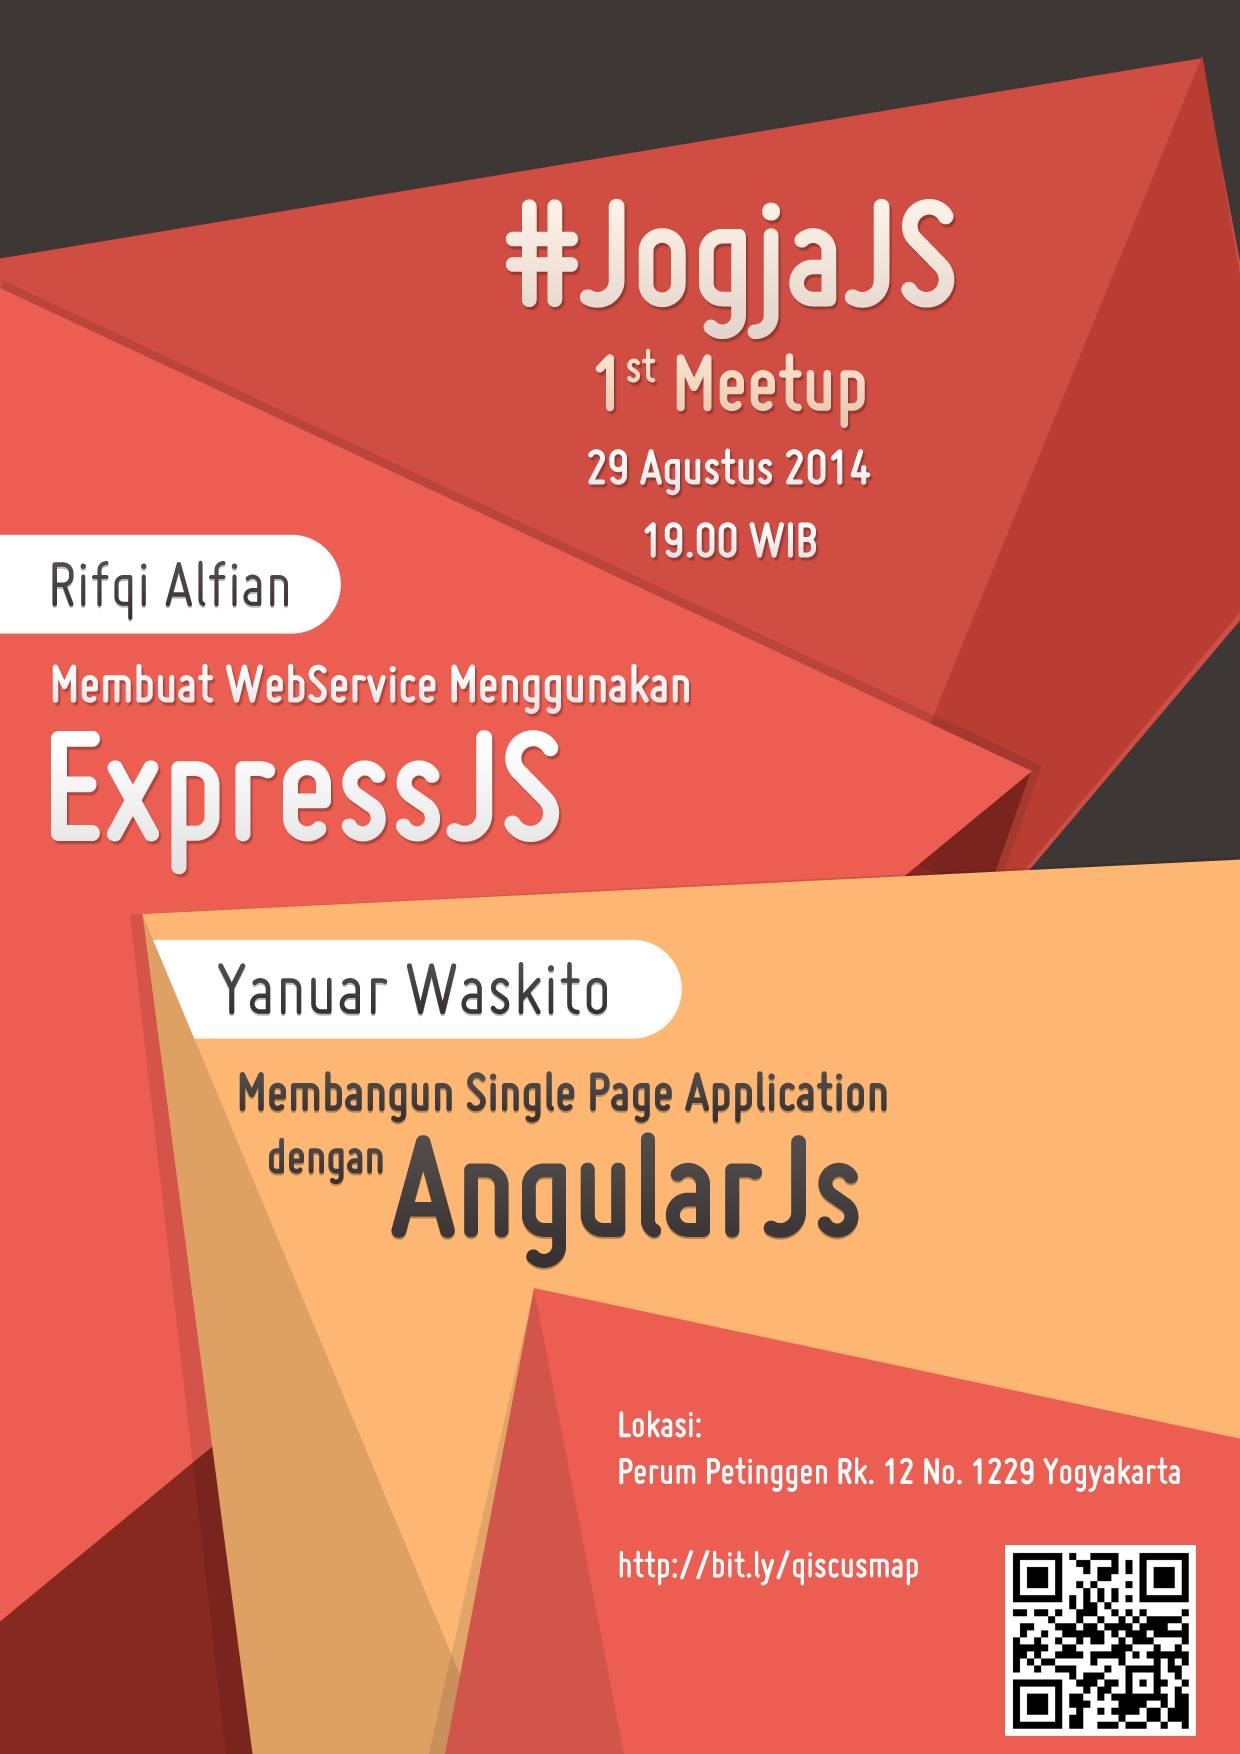 #JogjaJS
1st Meetup
29 Agustus 2014
19.00 WIB
Rifqi Alfian
Membuat WebService Menggunakan
ExpressJS
Yanuar Waskito
Membangun Single Page Application
dengan AngularJs
Lokasi:
Perum Petinggen Rk. 12 No. 1229 Yogyakarta
http://bit.ly/qiscusmap